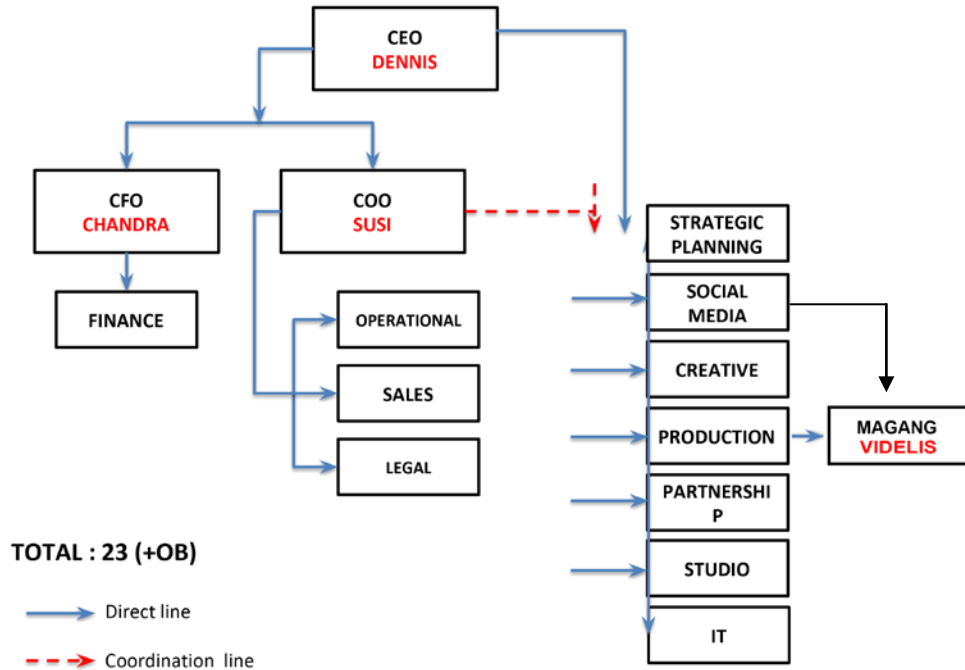 CEO
DENNIS
CFO
CHANDRA
COO
SUSI
STRATEGIC
PLANNING
FINANCE
OPERATIONAL
SOCIAL
MEDIA
SALES
CREATIVE
LEGAL
PRODUCTION
MAGANG
VIDELIS
PARTNERSHI
P
STUDIO
IT
TOTAL : 23 (+OB)
Direct line
Coordination line